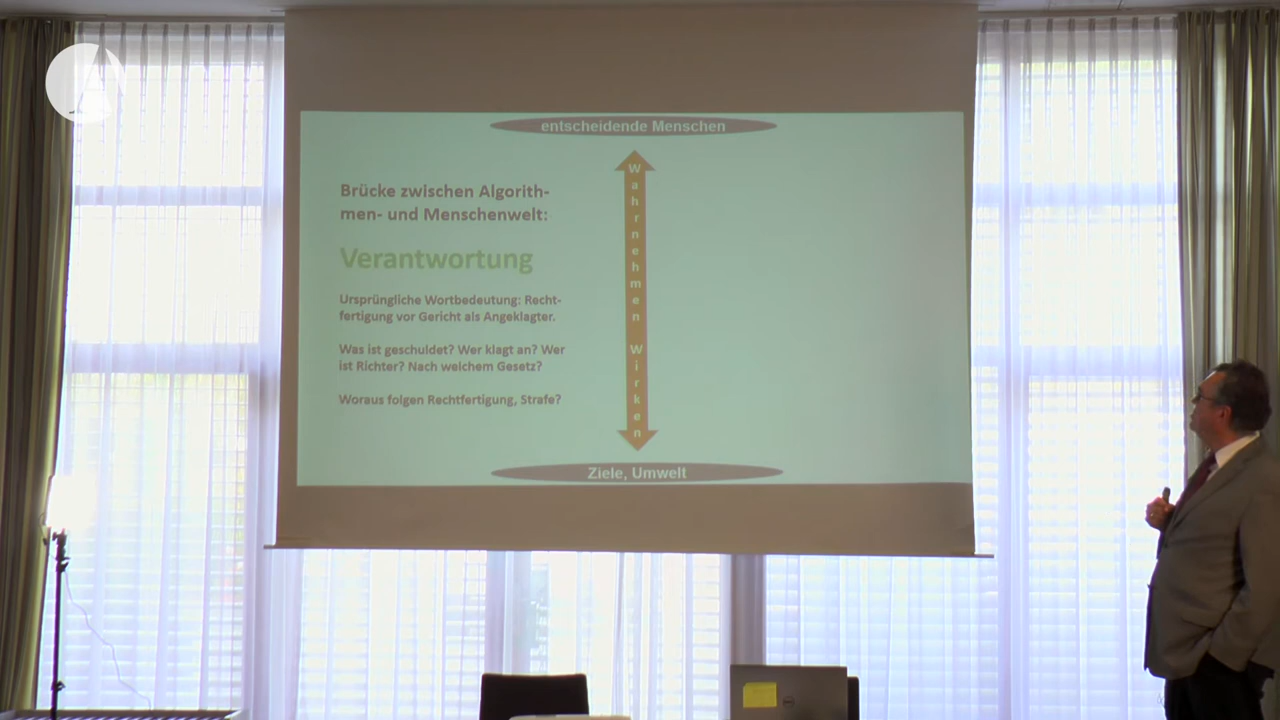 entscheidende Menschen
Brücke zwischen Algorith-
men- und Menschenwelt:
Verantwortung
Ursprüngliche Wortbedeutung: Recht-
fertigung vor Gericht als Angeklagter.
Was ist geschuldet? Wer klagt an? Wer
ist Richter? Nach welchem Gesetz?
Woraus folgen Rechtfertigung, Strafe?
Wahrnehmen Wirken
Ziele, Umwelt
DELL